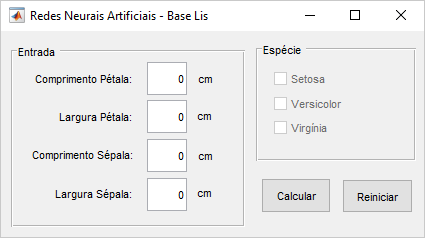 Redes Neurais Artificiais - Base Lis
Entrada
Comprimento Pétala: 0 cm
Largura Pétala: 0 cm
Comprimento Sépala: 0 cm
Largura Sépala: 0 cm
Espécie
Setosa
Versicolor
Virgínia
Calcular
Reiniciar